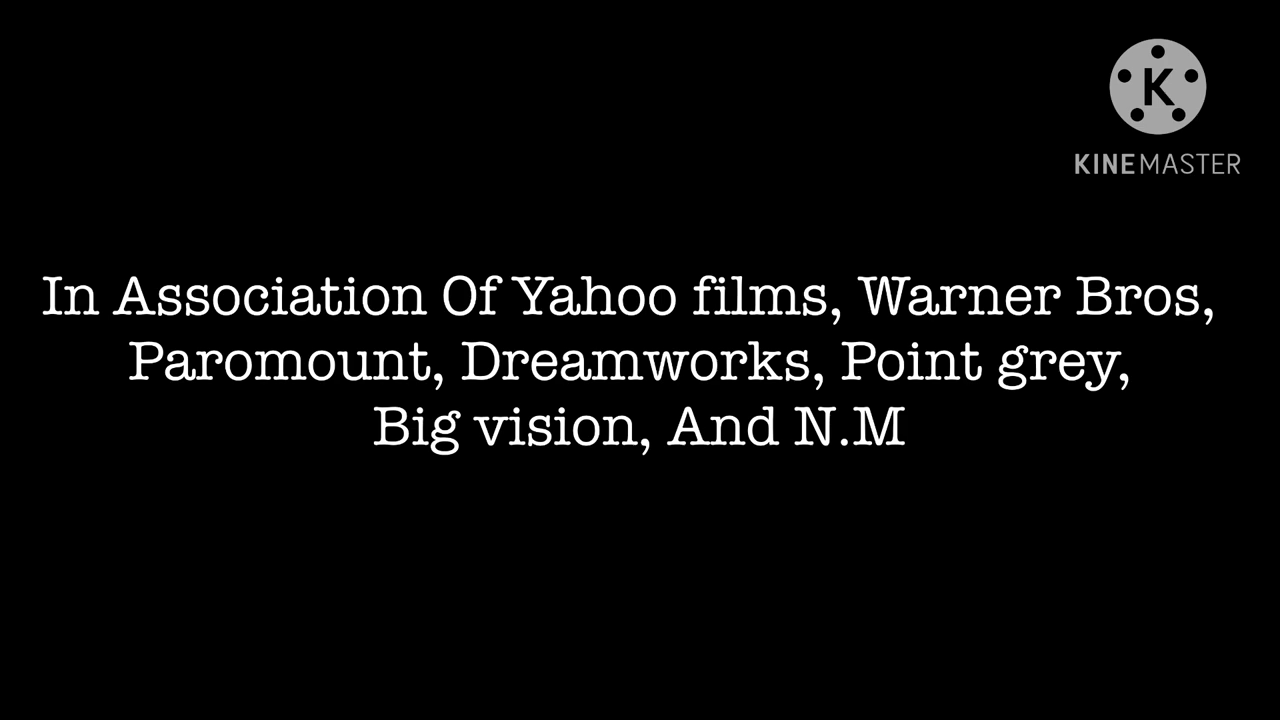 K
KINEMASTER
In Association Of Yahoo films, Warner Bros,
Paromount, Dreamworks, Point grey,
Big vision, And N.M